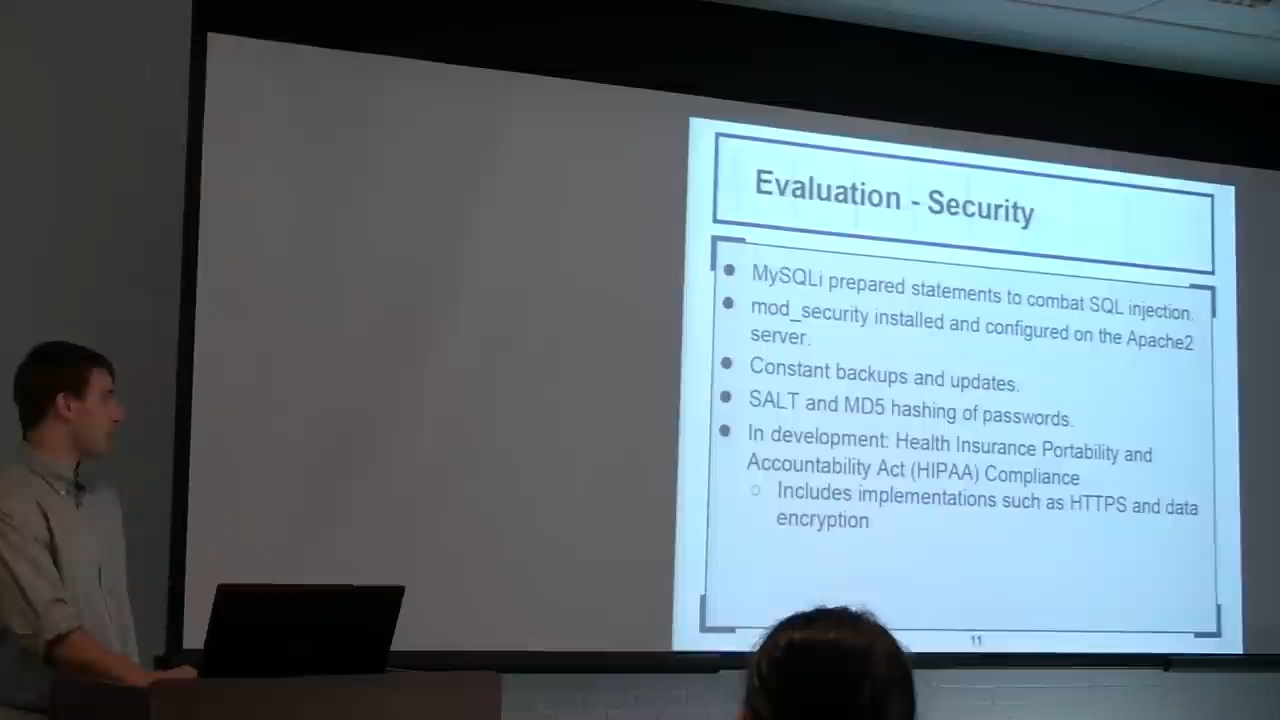 Evaluation - Security
MySQLi prepared statements to combat SQL injection.
mod_security installed and configured on the Apache2
server.
Constant backups and updates.
SALT and MD5 hashing of passwords.
In development: Health Insurance Portability and
Accountability Act (HIPAA) Compliance
Includes implementations such as HTTPS and data
encryption
11